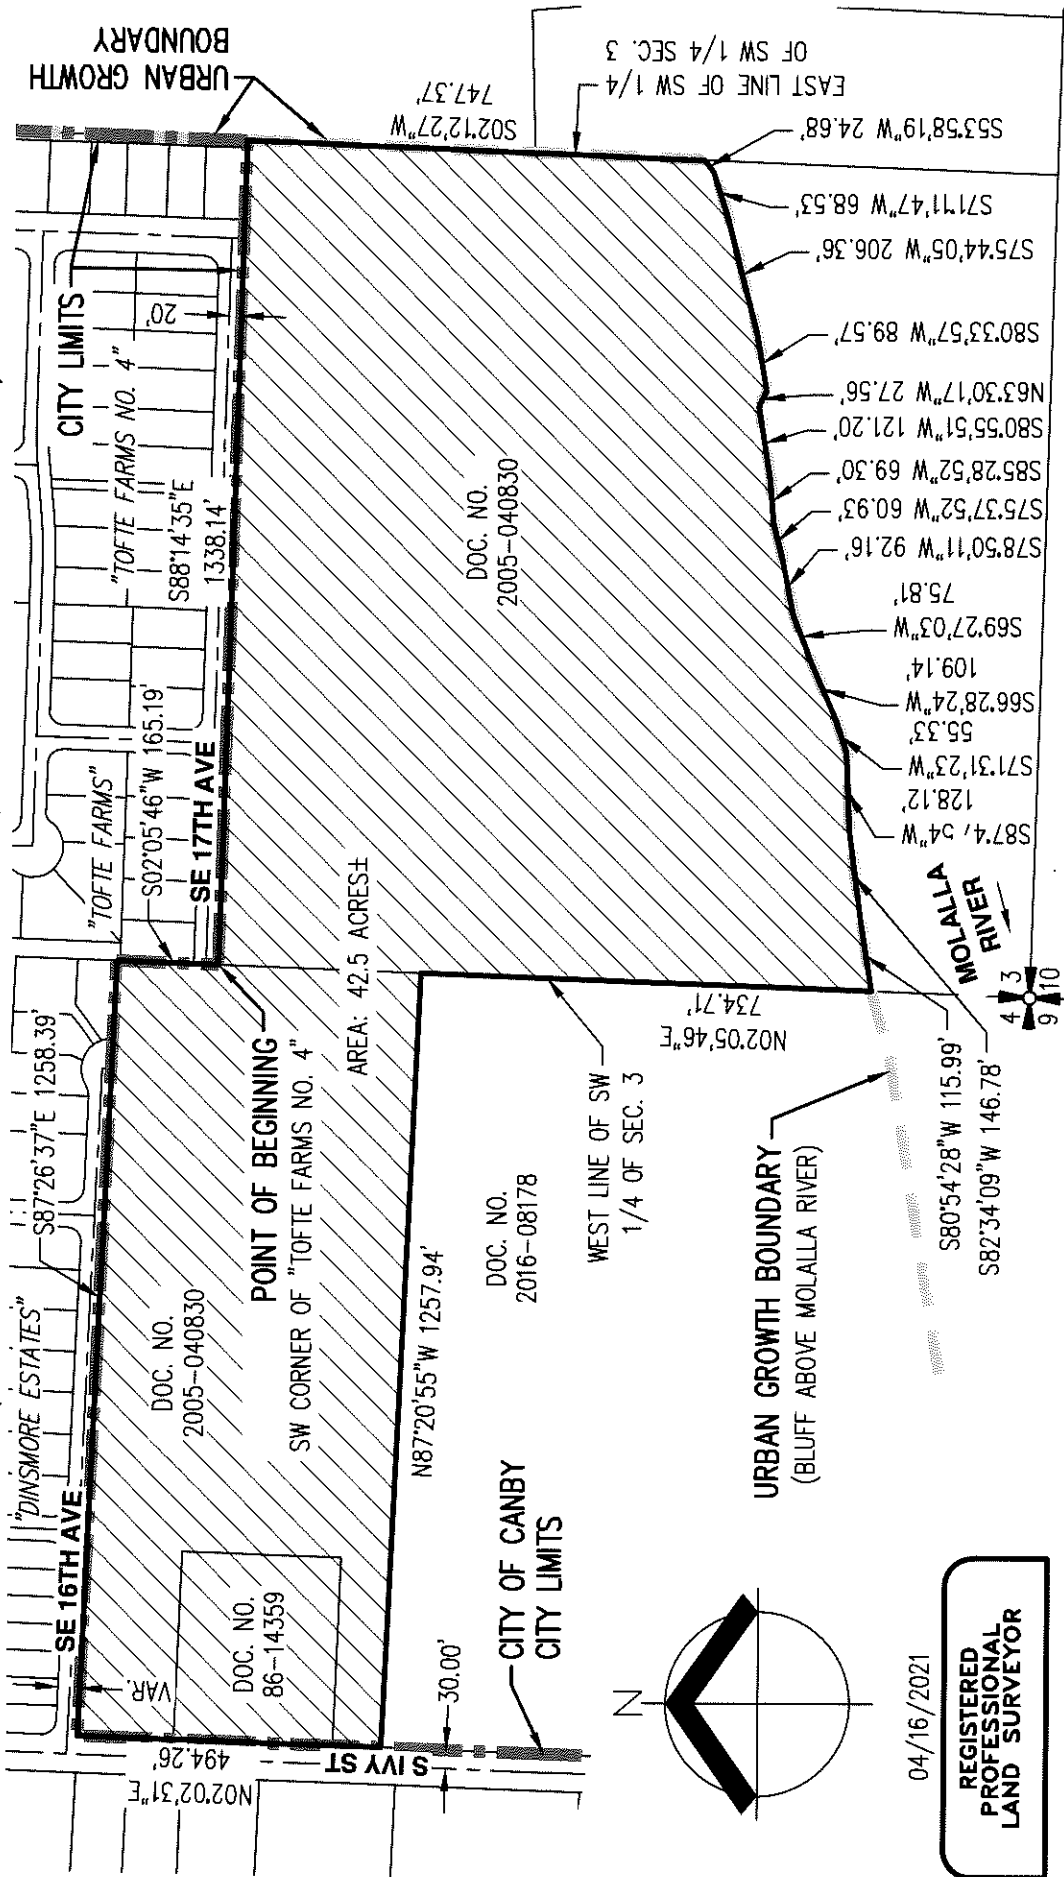 "DINSMORE ESTATES"
SE 16TH AVE
S87°26'37"E 1258.39'
"TOFTE FARMS"
S02°05'46"W 165.19'
SE 17TH AVE
"TOFTE FARMS NO. 4"
S88°14'35"E
1338.14'
CITY LIMITS
20'
URBAN GROWTH
BOUNDARY
S02°12'27"W
747.37'
EAST LINE OF SW 1/4
OF SW 1/4 SEC. 3
VAR.
N02°02'31"E
494.26'
S IVY ST
DOC. NO.
86-14359
DOC. NO.
2005-040830
POINT OF BEGINNING
SW CORNER OF "TOFTE FARMS NO. 4"
AREA: 42.5 ACRES±
DOC. NO.
2005-040830
N87°20'55"W 1257.94'
30.00'
CITY OF CANBY
CITY LIMITS
DOC. NO.
2016-08178
WEST LINE OF SW
1/4 OF SEC. 3
N02°05'46"E
734.71'
URBAN GROWTH BOUNDARY
(BLUFF ABOVE MOLALLA RIVER)
S53°58'19"W 24.68'
S71°11'47"W 68.53'
S75°44'05"W 206.36'
S80°33'57"W 89.57'
N63°30'17"W 27.56'
S80°55'51"W 121.20'
S85°28'52"W 69.30'
S75°37'52"W 60.93'
S78°50'11"W 92.16'
S69°27'03"W
75.81'
S66°28'24"W
109.14'
S71°31'23"W
55.33'
128.12'
S80°54'28"W 115.99'
S82°34'09"W 146.78'
MOLALLA
RIVER
4 3
9 10
N
04/16/2021
REGISTERED
PROFESSIONAL
LAND SURVEYOR